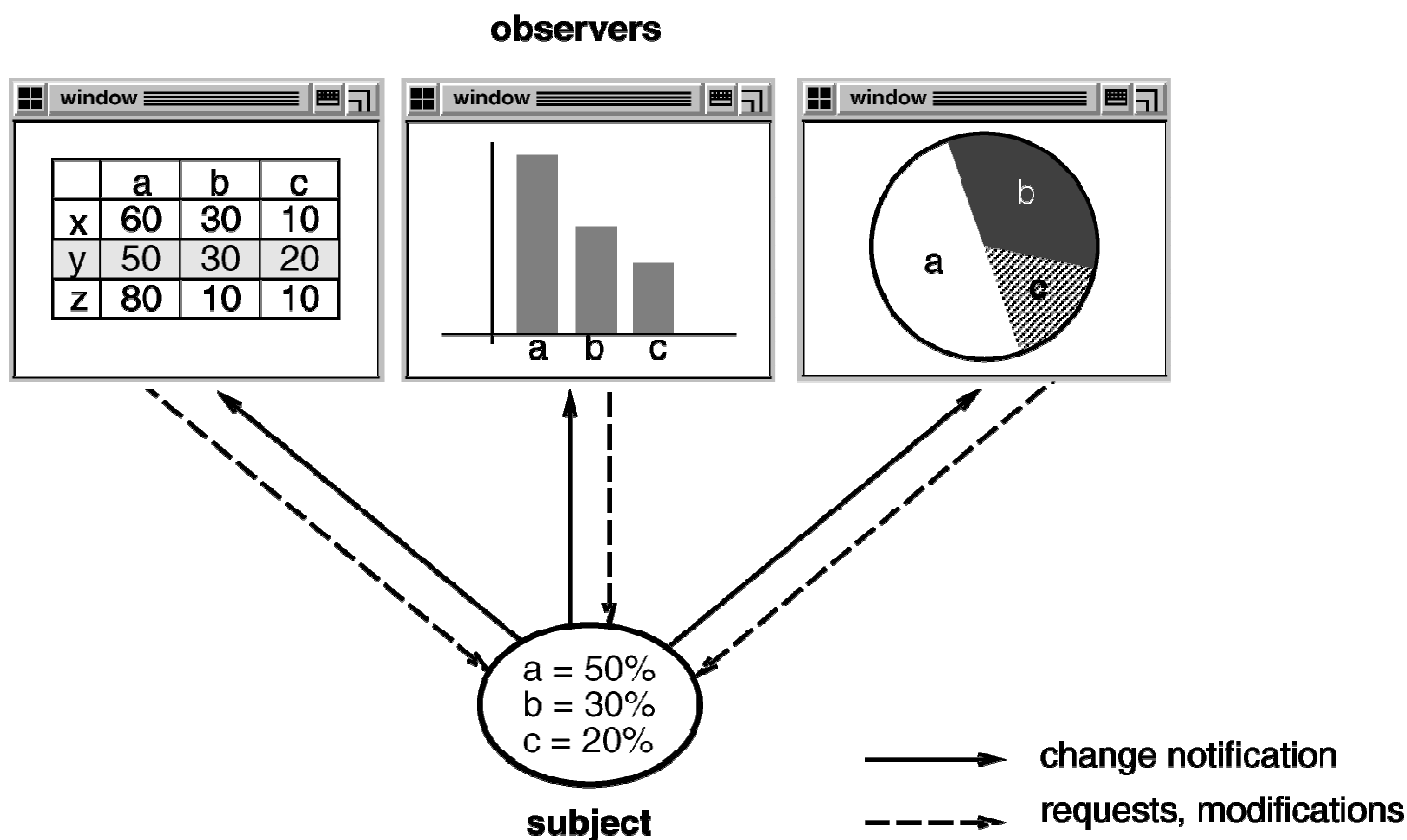 observers
window
a b c
x 60 30 10
y 50 30 20
z 80 10 10
window
a b c
window
b
a
c
a = 50%
b = 30%
c = 20%
subject
change notification
requests, modifications